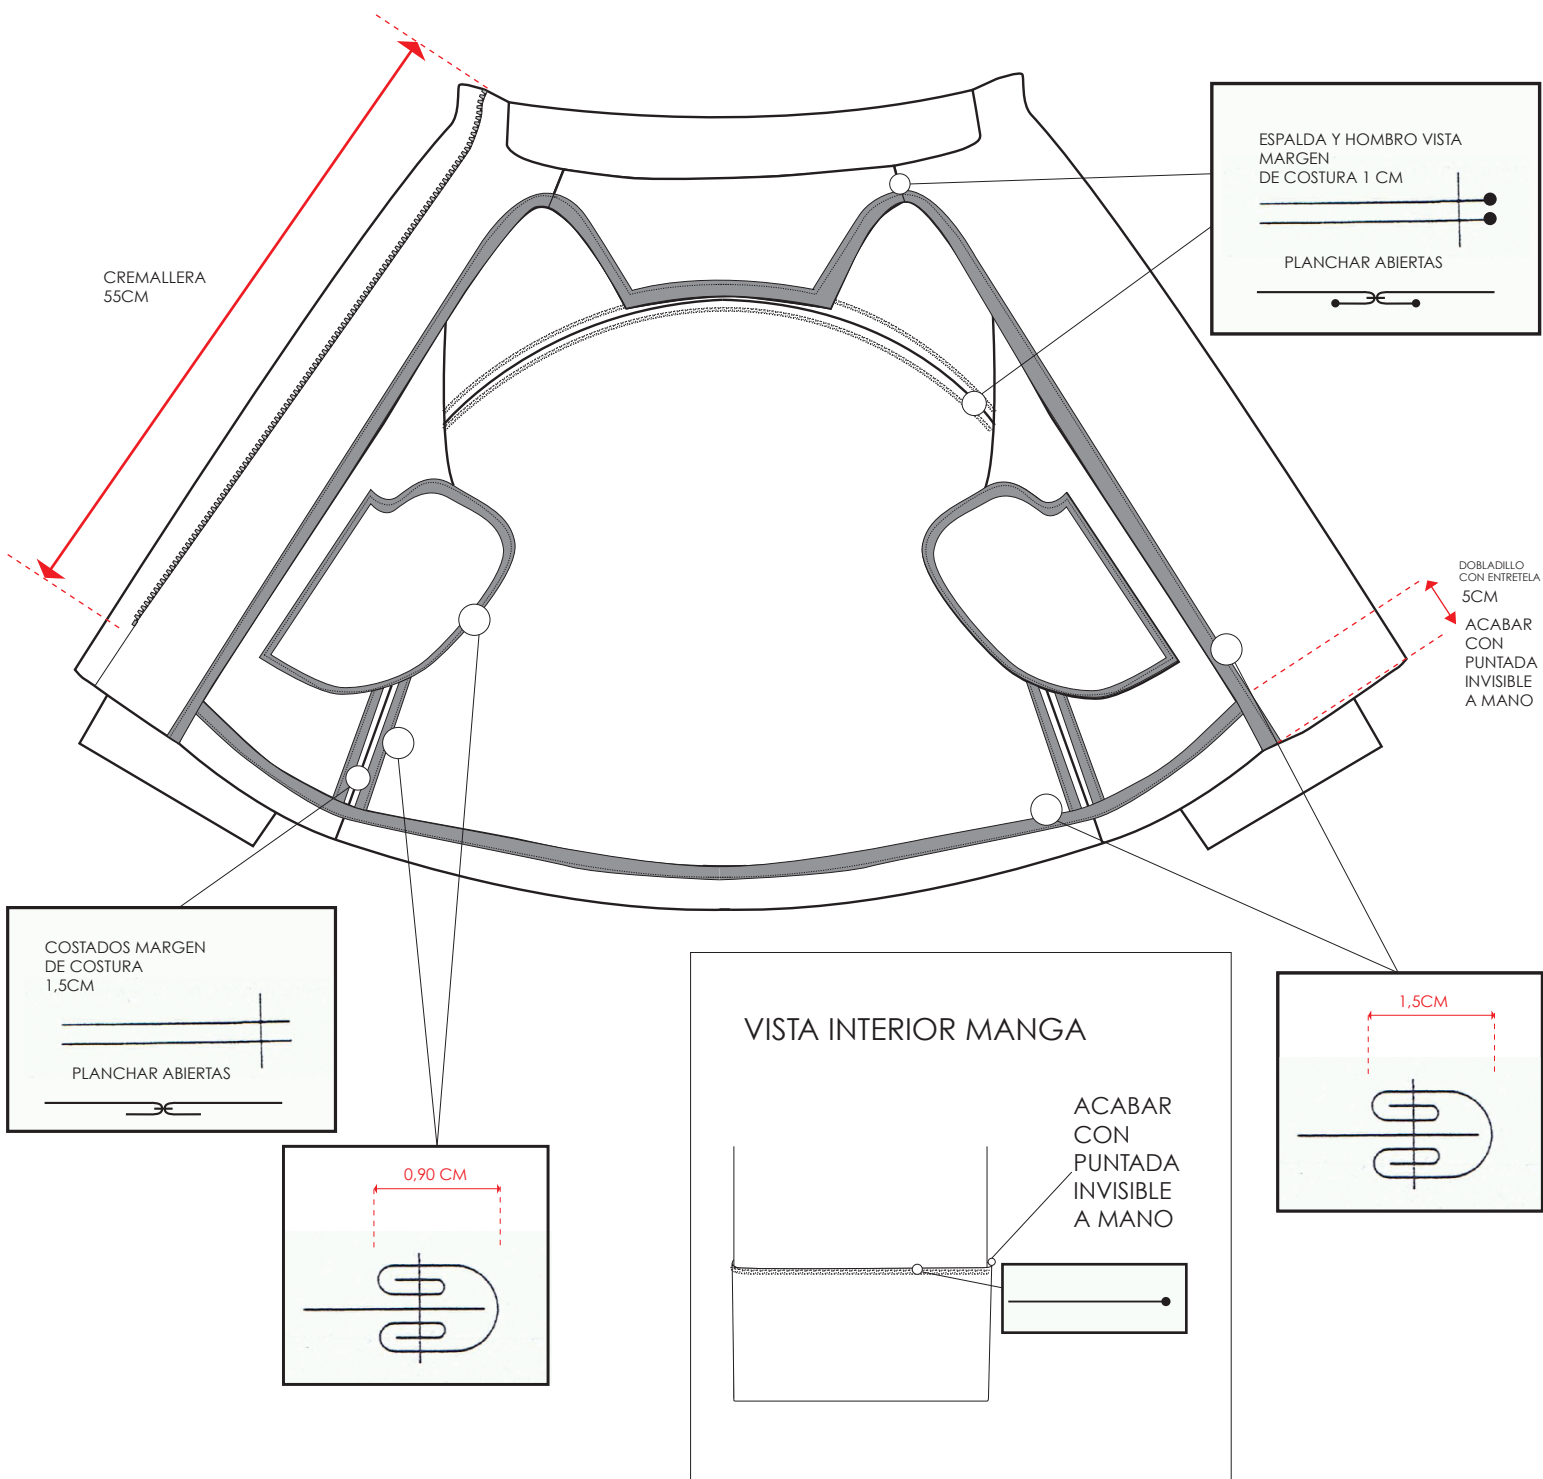 ESPALDA Y HOMBRO VISTA
MARGEN
DE COSTURA 1 CM
PLANCHAR ABIERTAS
CREMALLERA
55CM
DOBLADILLO
CON ENTRETELA
5CM
ACABAR
CON
PUNTADA
INVISIBLE
A MANO
COSTADOS MARGEN
DE COSTURA
1,5CM
PLANCHAR ABIERTAS
0,90 CM
VISTA INTERIOR MANGA
ACABAR
CON
PUNTADA
INVISIBLE
A MANO
1,5CM